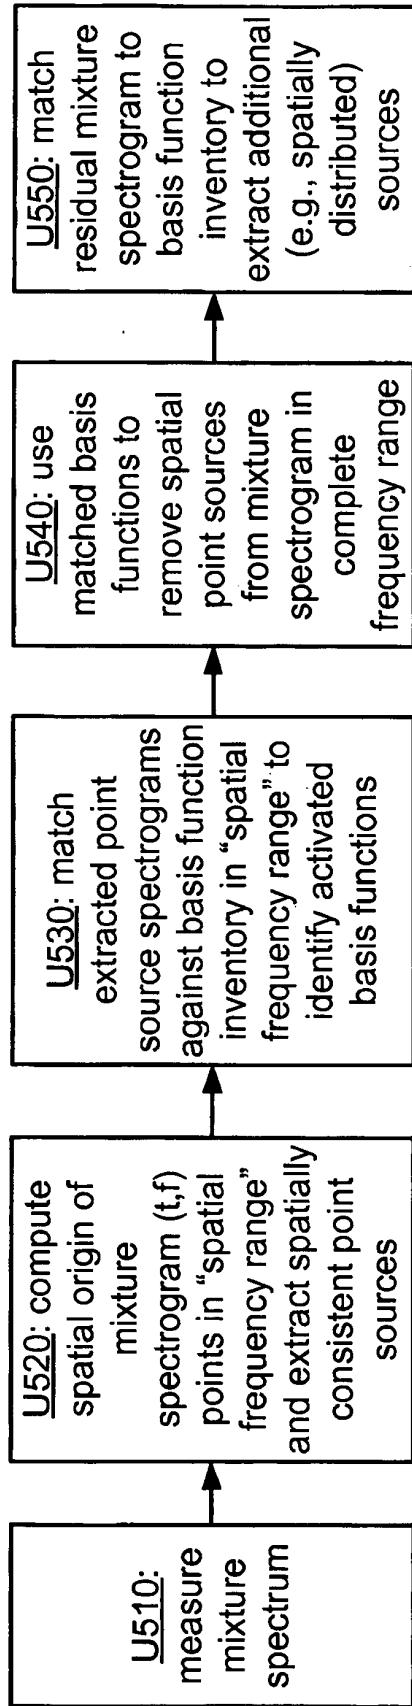 U510:
measure
mixture
spectrum
U520: compute
spatial origin of
mixture
spectrogram (t,f)
points in "spatial
frequency range"
and extract spatially
consistent point
sources
U530: match
extracted point
source spectrograms
against basis function
inventory in "spatial
frequency range" to
identify activated
basis functions
U540: use
matched basis
functions to
remove spatial
point sources
from mixture
spectrogram in
complete
frequency range
U550: match
residual mixture
spectrogram to
basis function
inventory to
extract additional
(e.g., spatially
distributed)
sources